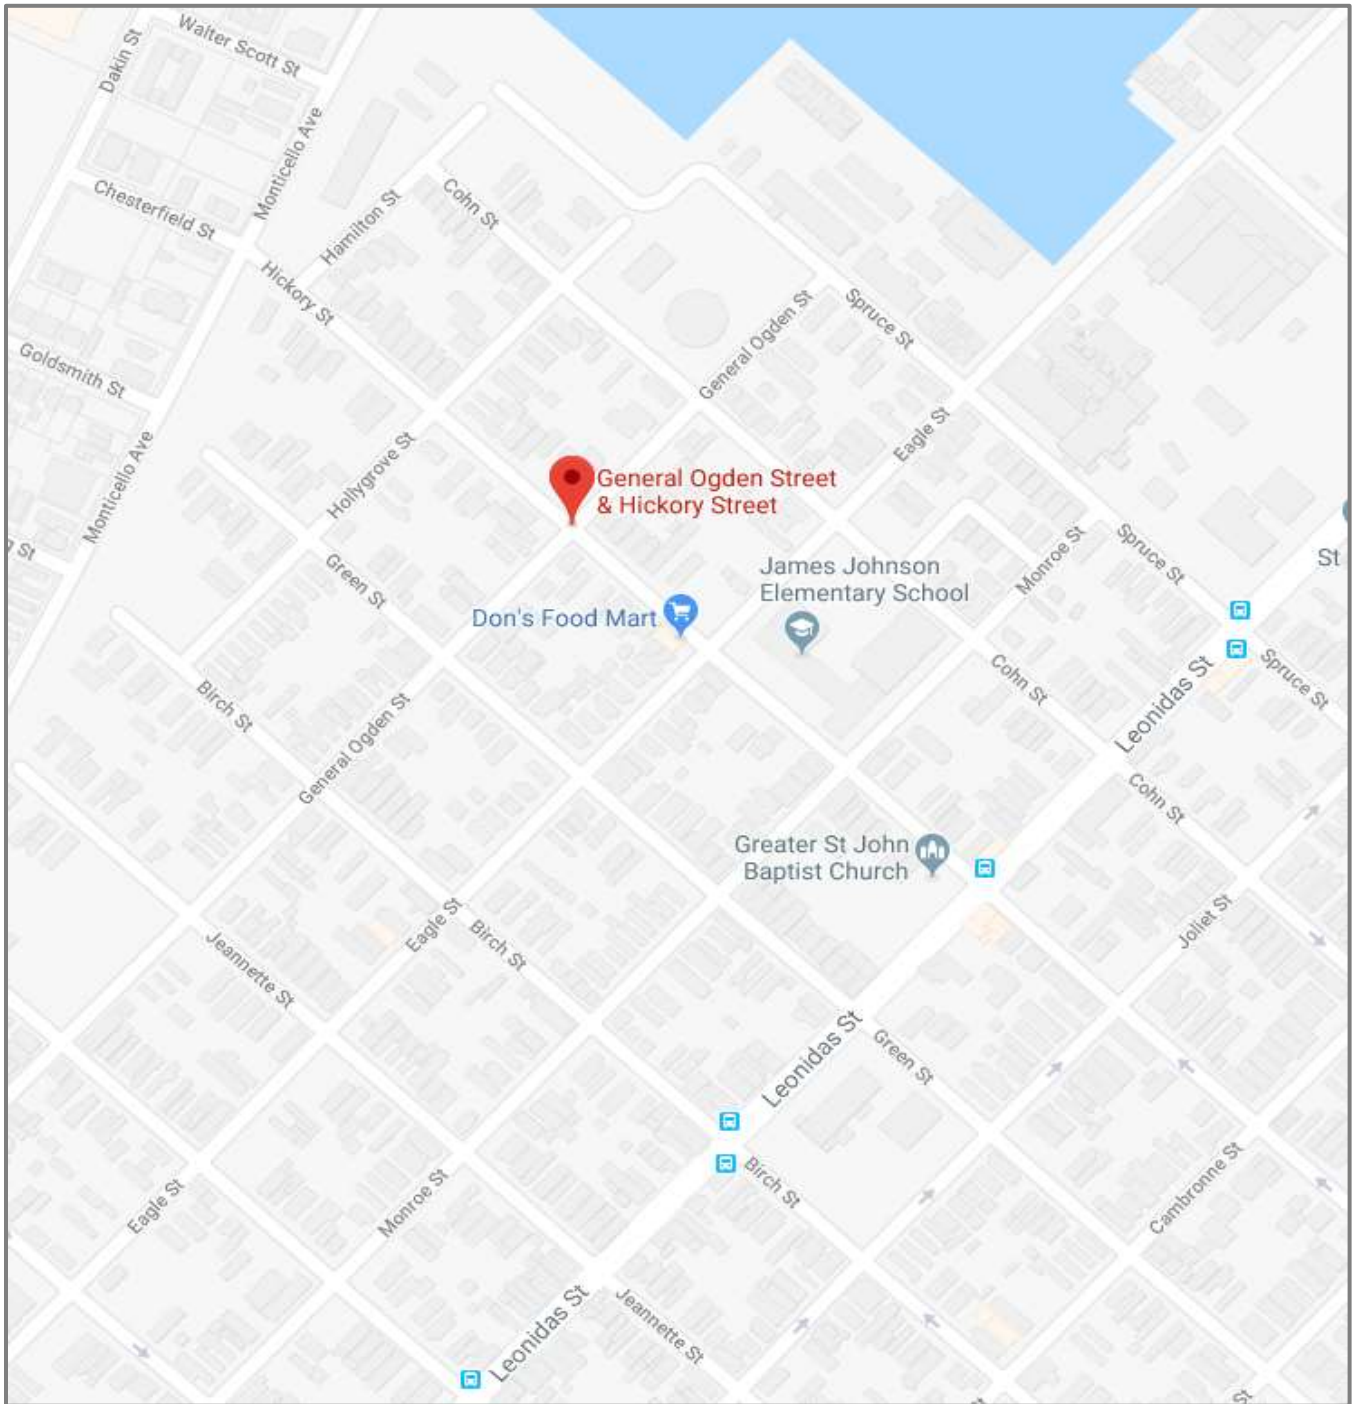 Walter Scott St
Dakin St
Monticello Ave
Chesterfield St
Hamilton St
Cohn St
Hickory St
General Ogden St
Spruce St
Goldsmith St
Eagle St
Monticello Ave
Hollygrove St
General Ogden Street
& Hickory Street
Spruce St
St
St
Green St
James Johnson
Elementary School
Monroe St
Don's Food Mart
Cohn St
Spruce St
Leonidas St
Birch St
General Ogden St
Cohn St
Greater St John
Baptist Church
Eagle St
Birch St
Joliet St
Jeannette St
Leonidas St
Green St
Birch St
Cambronne St
Monroe St
Eagle St
Leonidas St
Jeannette St
St